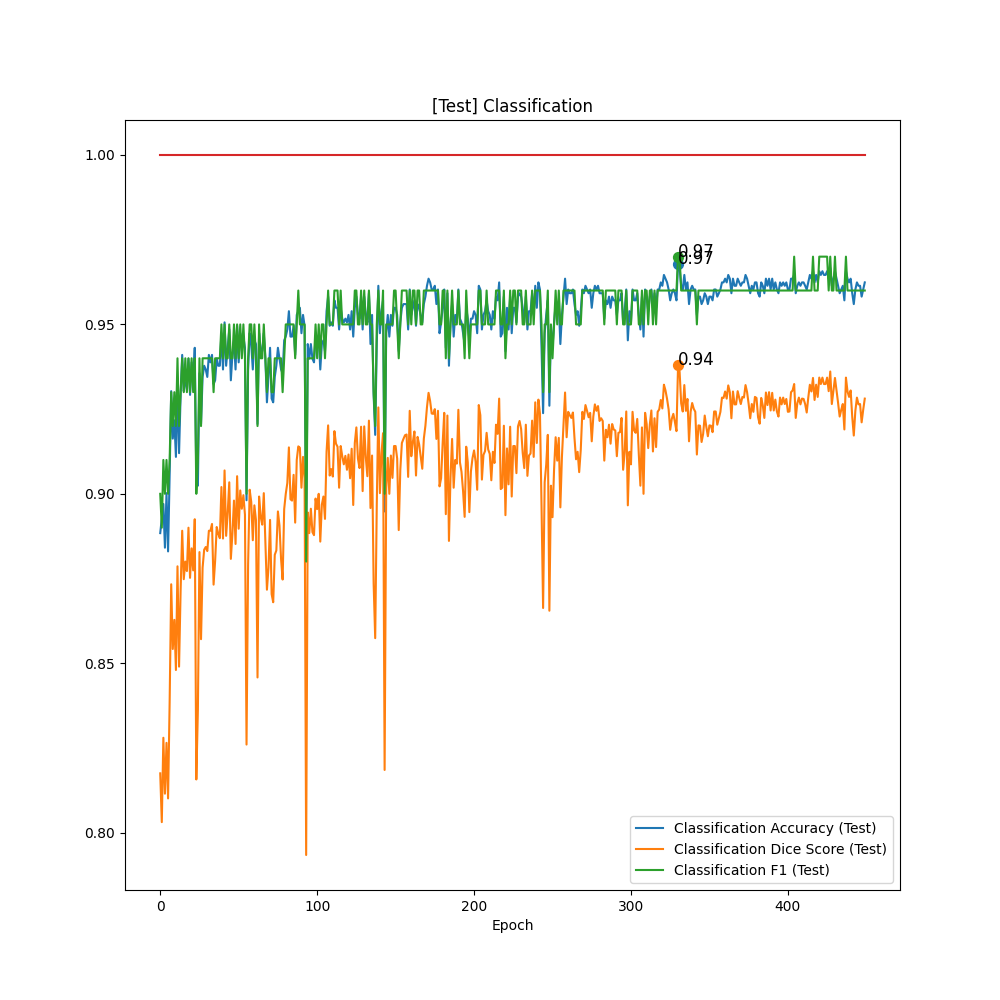 [Test] Classification
1.00
0.97
0.97
0.95
0.94
0.90
0.85
0.80
Classification Accuracy (Test)
Classification Dice Score (Test)
Classification F1 (Test)
0 100 200 300 400
Epoch